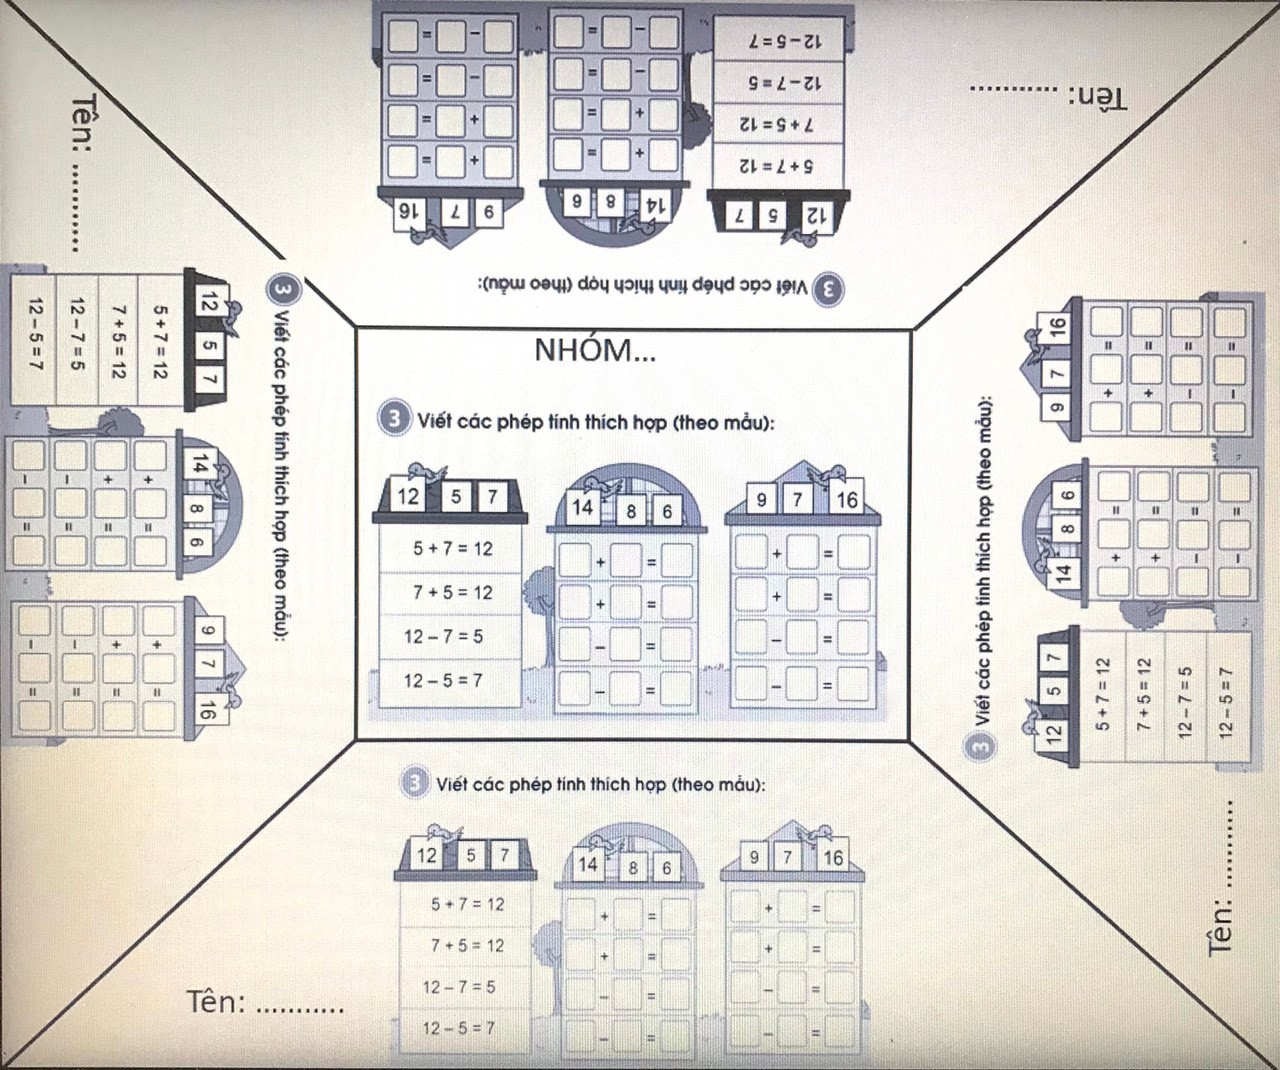 12 – 5 = 7
12 – 7 = 5
7 + 5 = 12
5 + 7 = 12
12 5 7
14 8 6
16 7 9
3 Viết các phép tính thích hợp (theo mẫu):
Tên: ...........
Tên: ...........
3 Viết các phép tính thích hợp (theo mẫu):
12 5 7
5 + 7 = 12
7 + 5 = 12
12 – 7 = 5
12 – 5 = 7
14 8 6
+ =
+ =
– =
– =
9 7 16
+ =
+ =
– =
– =
NHÓM...
3 Viết các phép tính thích hợp (theo mẫu):
12 5 7
5 + 7 = 12
7 + 5 = 12
12 – 7 = 5
12 – 5 = 7
14 8 6
+ =
+ =
– =
– =
9 7 16
+ =
+ =
– =
– =
3 Viết các phép tính thích hợp (theo mẫu):
12 5 7
5 + 7 = 12
7 + 5 = 12
12 – 7 = 5
12 – 5 = 7
14 8 6
+ =
+ =
– =
– =
9 7 16
+ =
+ =
– =
– =
Tên: ...........
3 Viết các phép tính thích hợp (theo mẫu):
12 5 7
5 + 7 = 12
7 + 5 = 12
12 – 7 = 5
12 – 5 = 7
14 8 6
+ =
+ =
– =
– =
9 7 16
+ =
+ =
– =
– =
Tên: ...........